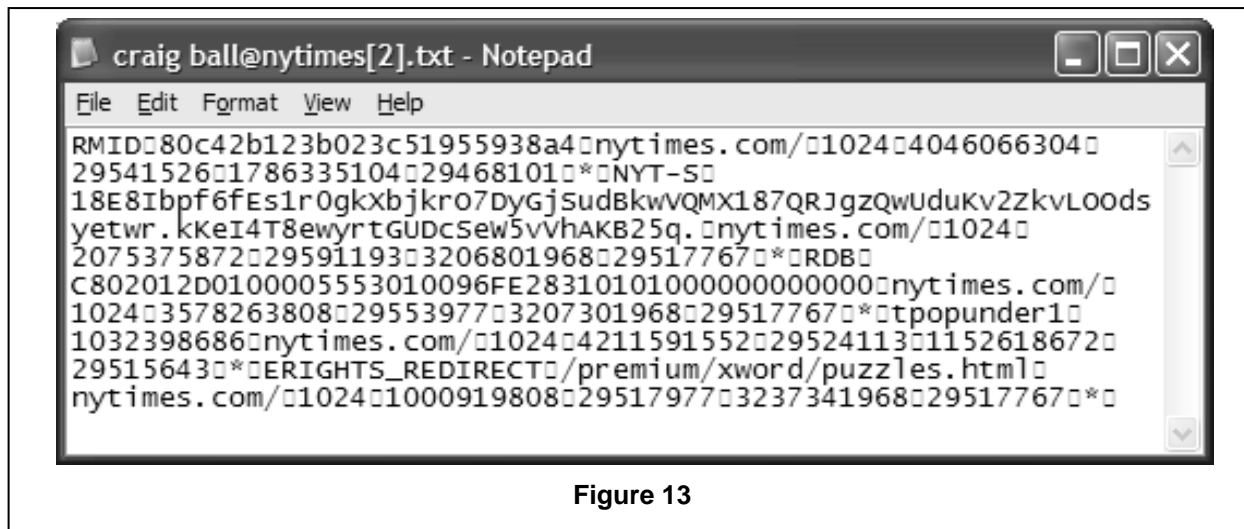 craig ball@nytimes[2].txt - Notepad
File Edit Format View Help
RMID▯80c42b123b023c51955938a4▯nytimes.com/▯1024▯4046066304▯
29541526▯1786335104▯29468101▯*▯NYT-S▯
18E8Ibpf6fEs1r0gkXbjkrO7DyGjSudBkwVQMX187QRJgzQwUduKv2ZkvLOOds
yetwr.kKeI4T8ewyrtGUDcSeW5vVhAKB25q.▯nytimes.com/▯1024▯
2075375872▯29591193▯3206801968▯29517767▯*▯RDB▯
C802012D0100005553010096FE28310101000000000000▯nytimes.com/▯
1024▯3578263808▯29553977▯3207301968▯29517767▯*▯tpopunder1▯
1032398686▯nytimes.com/▯1024▯4211591552▯29524113▯1152618672▯
29515643▯*▯ERIGHTS_REDIRECT▯/premium/xword/puzzles.html▯
nytimes.com/▯1024▯1000919808▯29517977▯3237341968▯29517767▯*▯
Figure 13